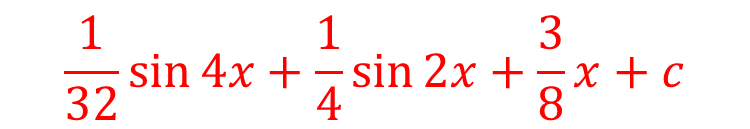 1/32 sin 4x + 1/4 sin 2x + 3/8 x + c